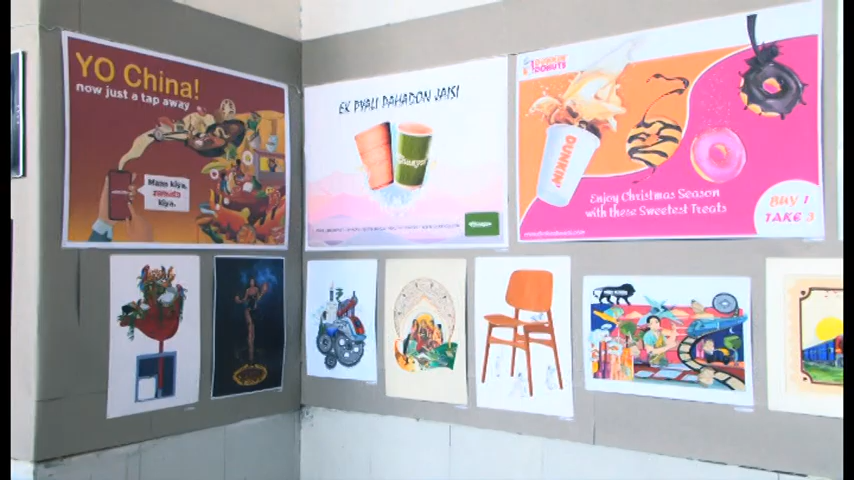 YO China!
now just a tap away
Mann kiya,
zomato
kiya.
EK PYALI PAHADON JAISI
Chaayos
DUNKIN'
DONUTS
DUNKIN'
Enjoy Christmas Season
with these Sweetest Treats
BUY 1
TAKE 3